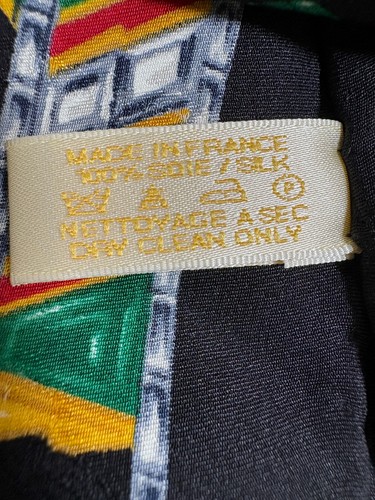 MADE IN FRANCE
100% SOIE / SILK
P
NETTOYAGE A SEC
DRY CLEAN ONLY